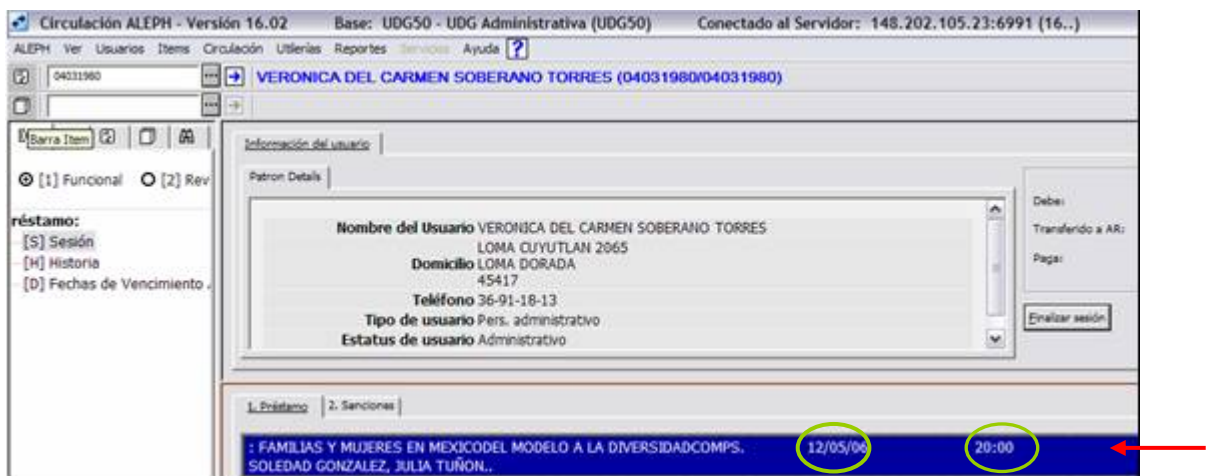 Circulación ALEPH - Versión 16.02 Base: UDG50 - UDG Administrativa (UDG50) Conectado al Servidor: 148.202.105.23:6991 (16..)
ALEPH Ver Usuarios Items Circulación Utilerías Reportes Servicios Ayuda ?
04031980 ... VERONICA DEL CARMEN SOBERANO TORRES (04031980/04031980)
...
Barra Item
Información del usuario
[1] Funcional [2] Rev
Patron Details
Debe:
réstamo:
Nombre del Usuario VERONICA DEL CARMEN SOBERANO TORRES
Transferido a AR:
[S] Sesión
LOMA CUYUTLAN 2065
[H] Historia
Domicilio LOMA DORADA
Paga:
[D] Fechas de Vencimiento
45417
Teléfono 36-91-18-13
Tipo de usuario Pers. administrativo
Finalizar sesión
Estatus de usuario Administrativo
1. Préstamo 2. Sanciones
: FAMILIAS Y MUJERES EN MEXICODEL MODELO A LA DIVERSIDADCOMPS. 12/05/06 20:00
SOLEDAD GONZALEZ, JULIA TUÑON..